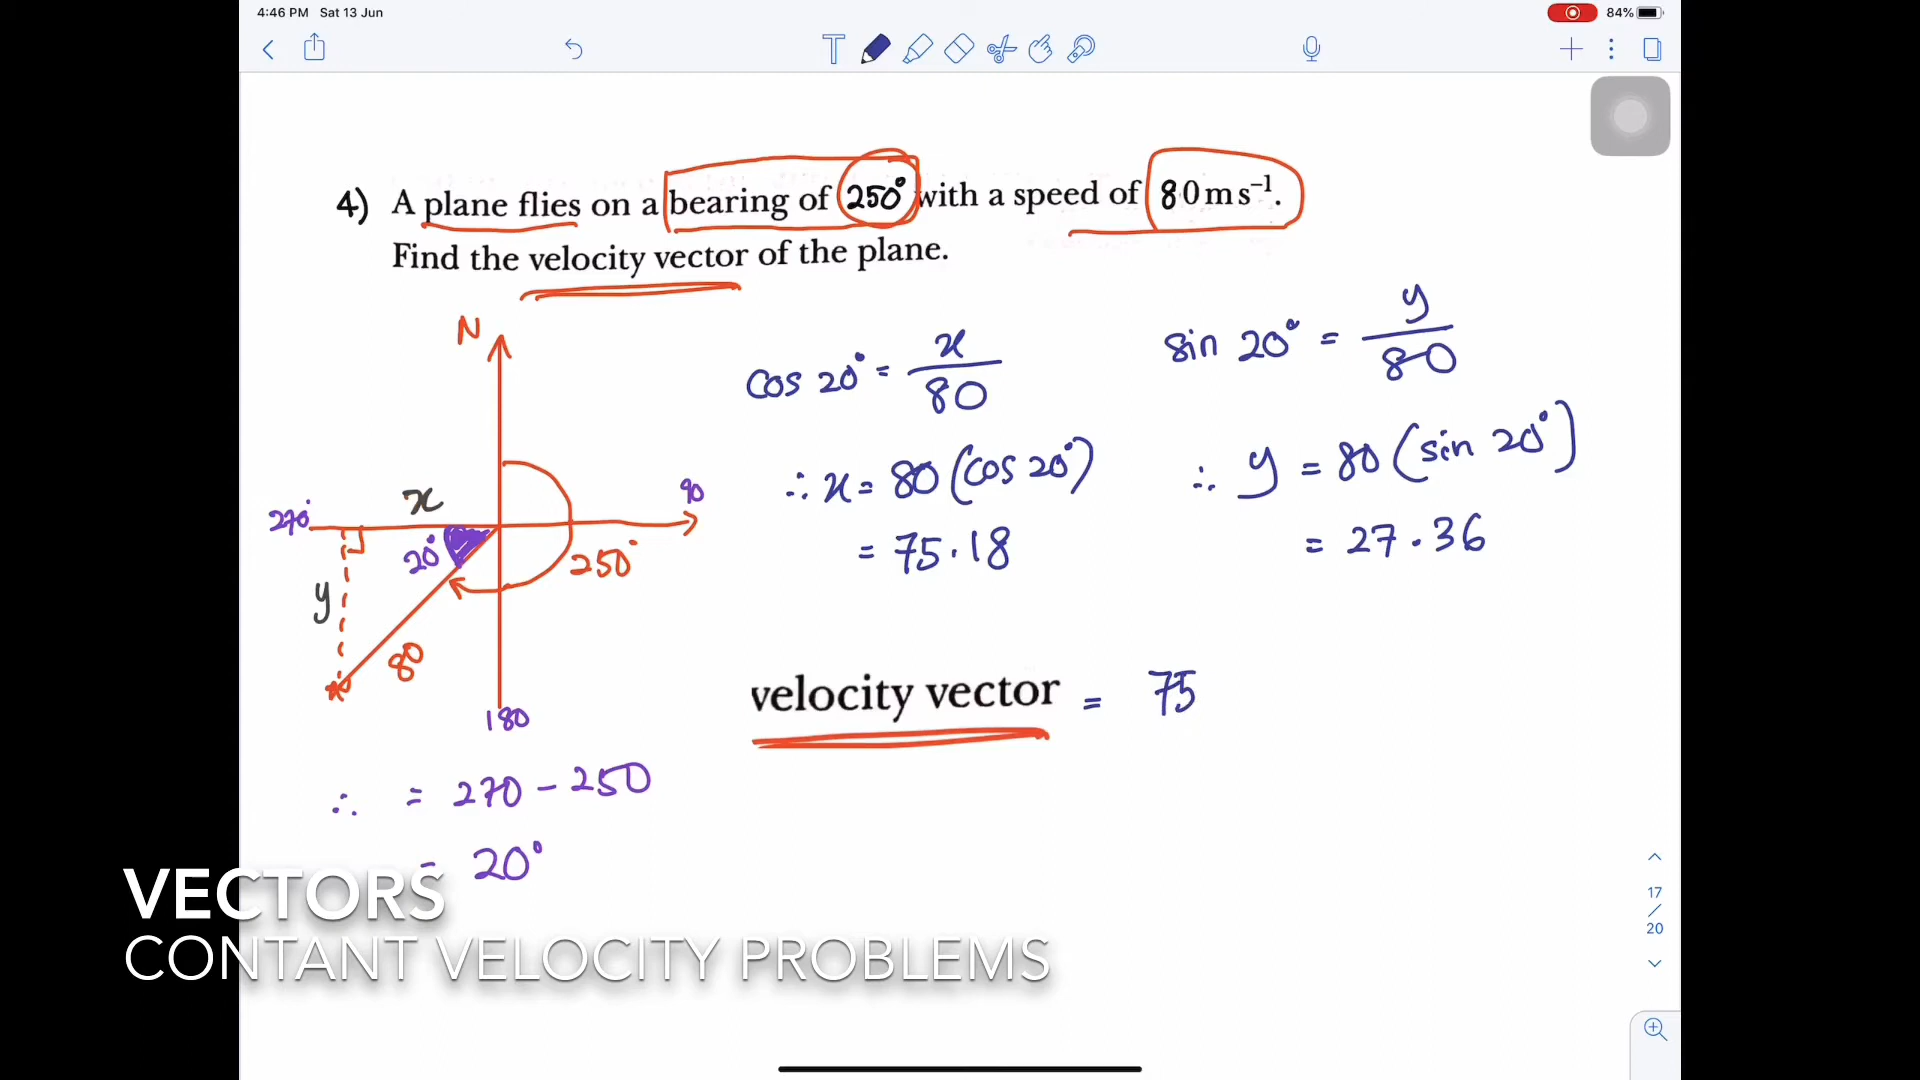 4:46 PM Sat 13 Jun
84%
4) A plane flies on a bearing of 250° with a speed of 80 m s⁻¹.
Find the velocity vector of the plane.
N
270°
x
90
20°
250°
y
80
180
∴ = 270 - 250
= 20°
cos 20° = x/80
∴ x = 80 (cos 20°)
= 75.18
sin 20° = y/80
∴ y = 80 (sin 20°)
= 27.36
velocity vector = 75
VECTORS
CONTANT VELOCITY PROBLEMS
17
/
20